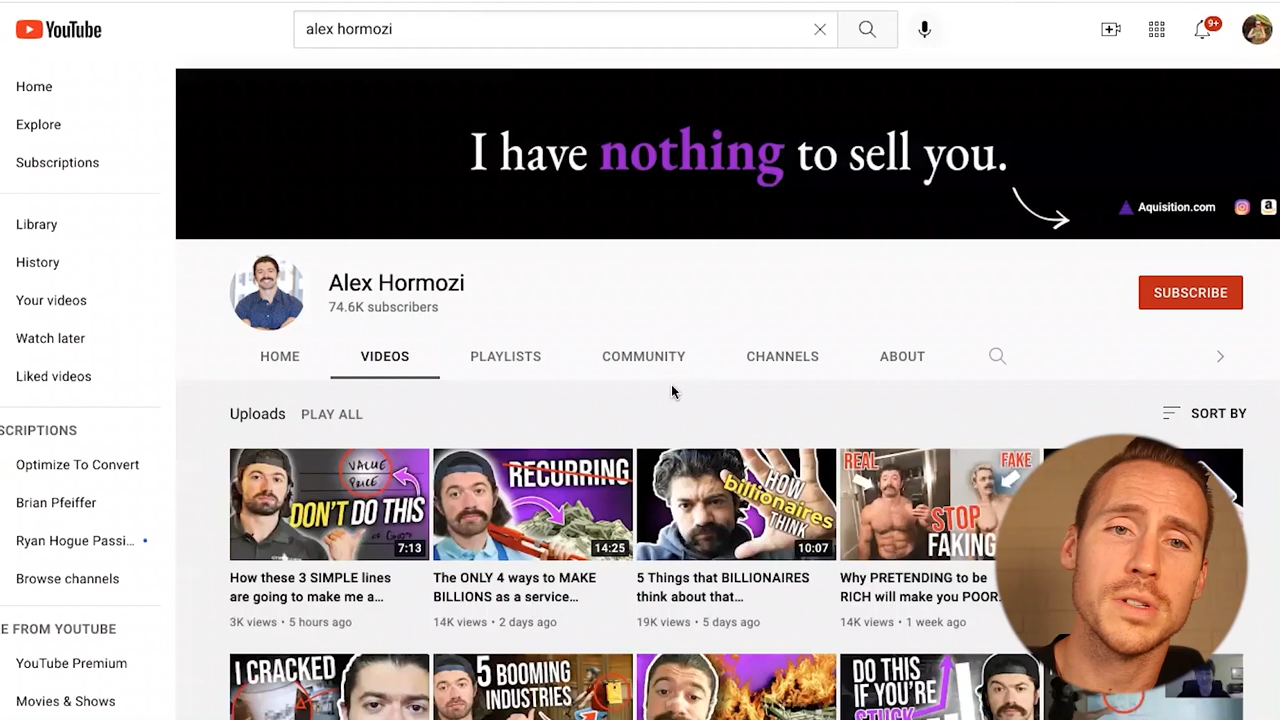 YouTube
alex hormozi
9+
Home
Explore
Subscriptions
Library
History
Your videos
Watch later
Liked videos
SCRIPTIONS
Optimize To Convert
Brian Pfeiffer
Ryan Hogue Passi...
Browse channels
E FROM YOUTUBE
YouTube Premium
Movies & Shows
I have nothing to sell you.
Aquisition.com
Alex Hormozi
74.6K subscribers
SUBSCRIBE
HOME
VIDEOS
PLAYLISTS
COMMUNITY
CHANNELS
ABOUT
Uploads
PLAY ALL
SORT BY
VALUE
PRICE
DON'T DO THIS
7:13
How these 3 SIMPLE lines
are going to make me a...
3K views • 5 hours ago
RECURRING
14:25
The ONLY 4 ways to MAKE
BILLIONS as a service...
14K views • 2 days ago
HOW
billionaires
THINK
10:07
5 Things that BILLIONAIRES
think about that...
19K views • 5 days ago
REAL
FAKE
STOP
FAKING
Why PRETENDING to be
RICH will make you POOR
14K views • 1 week ago
I CRACKED
5 BOOMING
INDUSTRIES
DO THIS
IF YOU'RE
STUCK